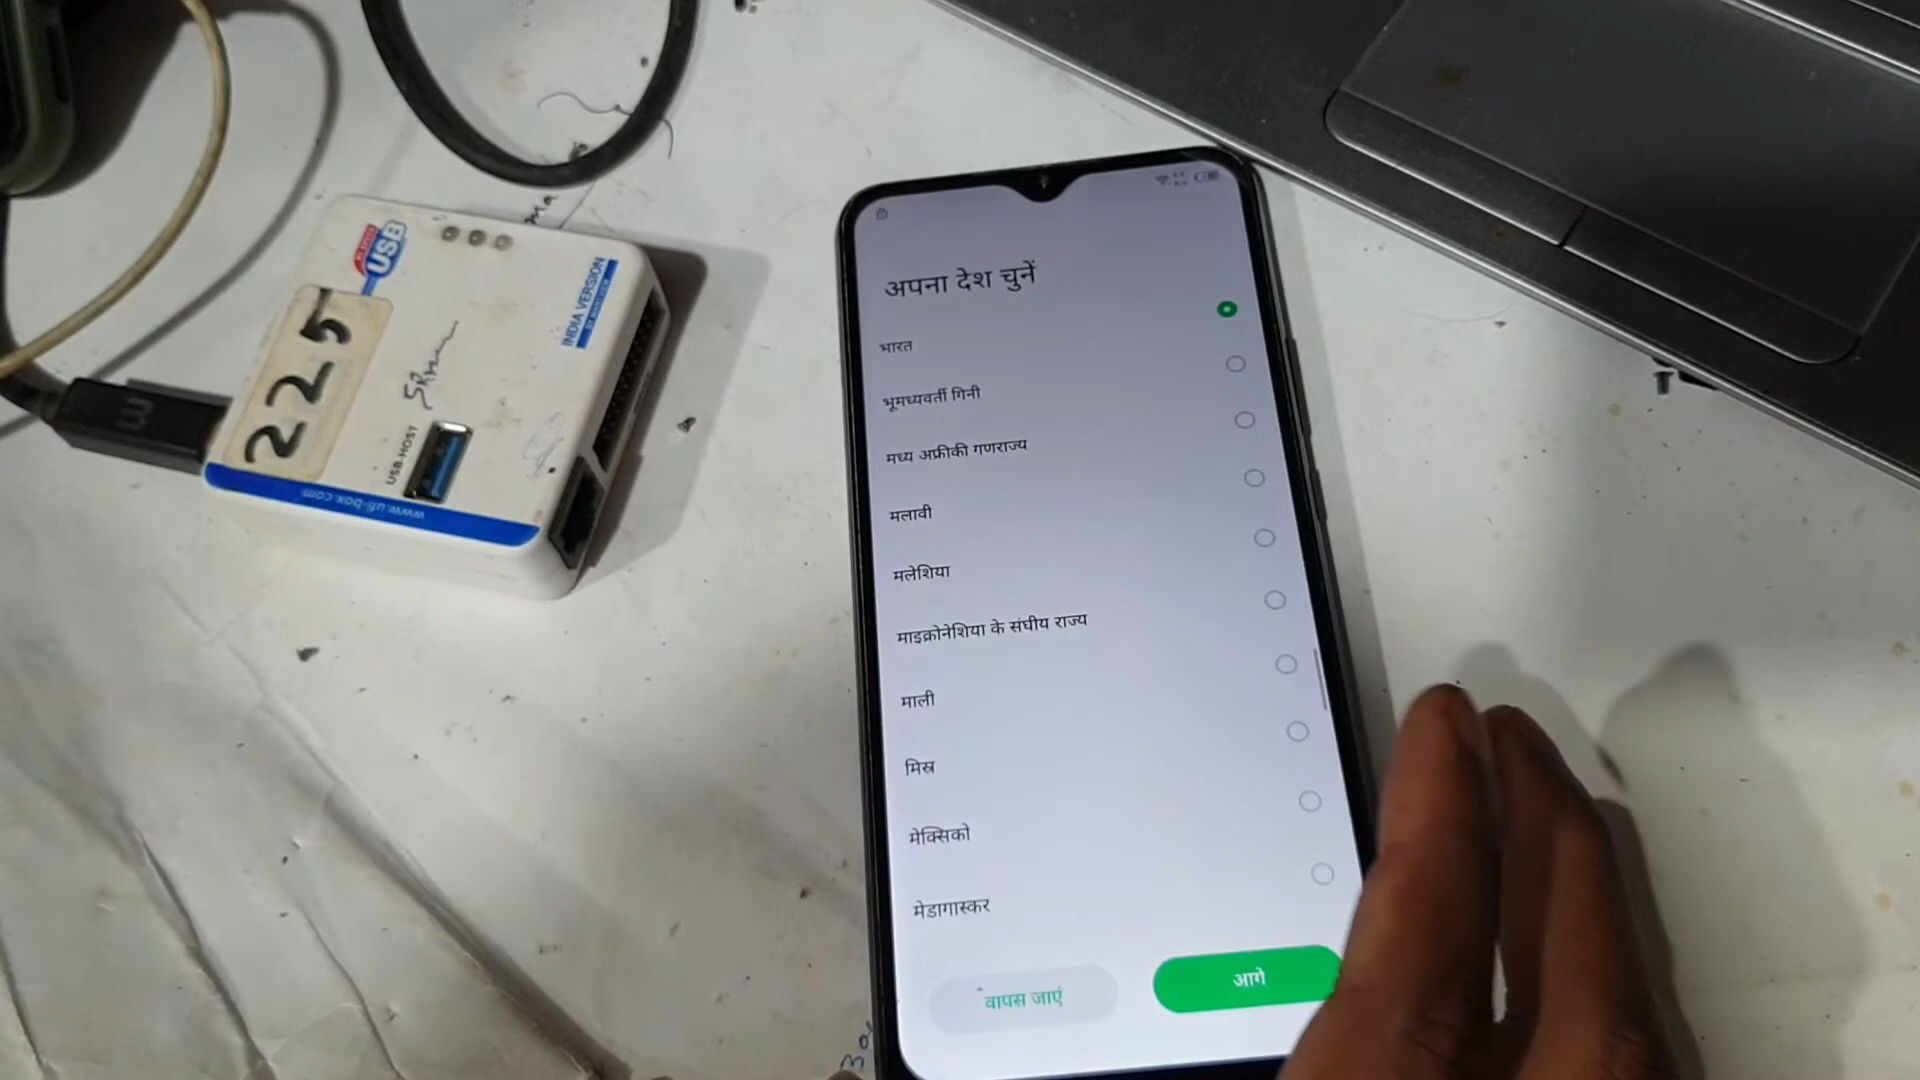 USB
INDIA VERSION
225
USB-HOST
www.ufi-box.com
अपना देश चुनें
भारत
भूमध्यवर्ती गिनी
मध्य अफ्रीकी गणराज्य
मलावी
मलेशिया
माइक्रोनेशिया के संघीय राज्य
माली
मिस्र
मेक्सिको
मेडागास्कर
वापस जाएं
आगे